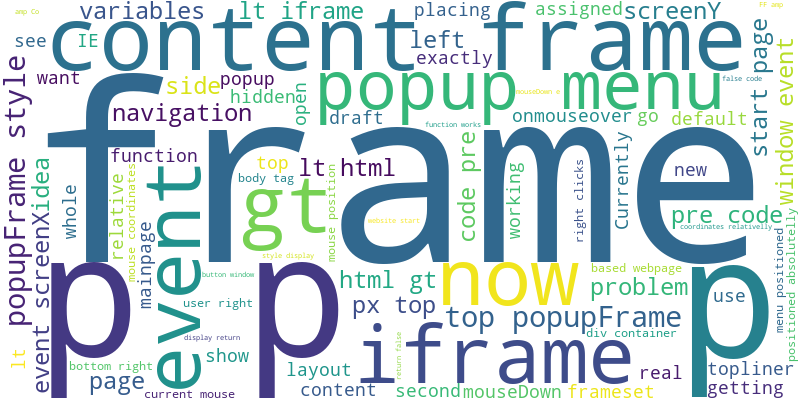 amp Co
variables
lt iframe
placing
assigned
screenY
FF amp
see
IE
content frame
left
exactly
want
side
popup
hidden
open
popup menu
false code
mouseDown e
start page
window event
popupFrame style
navigation
draft
function works
onmouseover
go
default
frame
function
top
lt html
body tag
code pre
working
right clicks
Currently
new
idea
whole
relative
mouse coordinates
event
gt
mouse position
website start
pre code
coordinates relativelly
event screenX
mainpage
p p
style display
button window
html gt
now
based webpage
problem
p
use
menu positioned
positioned absolutelly
user right
px top
top popupFrame
div container
display return
lt
bottom right
show
layout
iframe
return false
real
topliner
page
current mouse
content
second
mouseDown
frameset
getting